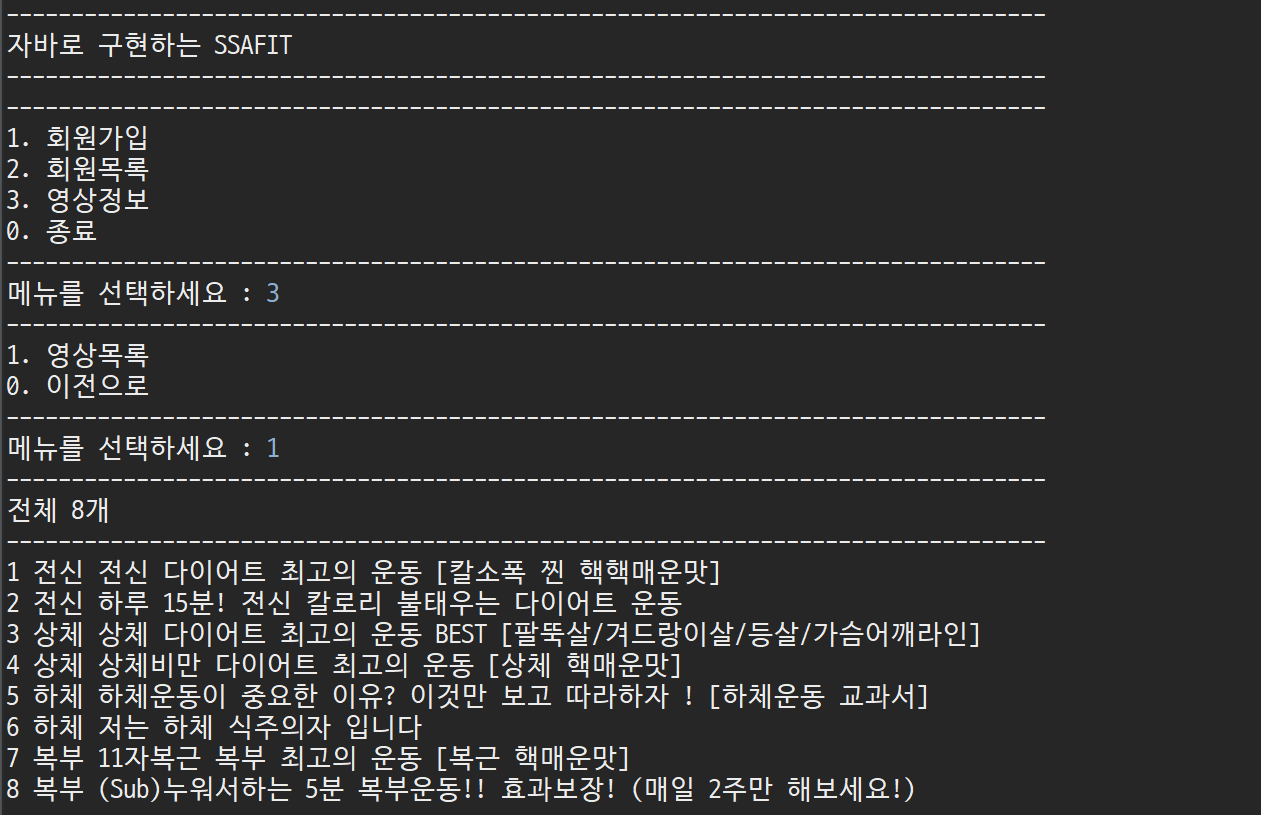 --------------------------------------------------------------------------------
자바로 구현하는 SSAFIT
--------------------------------------------------------------------------------
--------------------------------------------------------------------------------
1. 회원가입
2. 회원목록
3. 영상정보
0. 종료
--------------------------------------------------------------------------------
메뉴를 선택하세요 : 3
--------------------------------------------------------------------------------
1. 영상목록
0. 이전으로
--------------------------------------------------------------------------------
메뉴를 선택하세요 : 1
--------------------------------------------------------------------------------
전체 8개
--------------------------------------------------------------------------------
1 전신 전신 다이어트 최고의 운동 [칼소폭 찐 핵핵매운맛]
2 전신 하루 15분! 전신 칼로리 불태우는 다이어트 운동
3 상체 상체 다이어트 최고의 운동 BEST [팔뚝살/겨드랑이살/등살/가슴어깨라인]
4 상체 상체비만 다이어트 최고의 운동 [상체 핵매운맛]
5 하체 하체운동이 중요한 이유? 이것만 보고 따라하자 ! [하체운동 교과서]
6 하체 저는 하체 식주의자 입니다
7 복부 11자복근 복부 최고의 운동 [복근 핵매운맛]
8 복부 (Sub)누워서하는 5분 복부운동!! 효과보장! (매일 2주만 해보세요!)